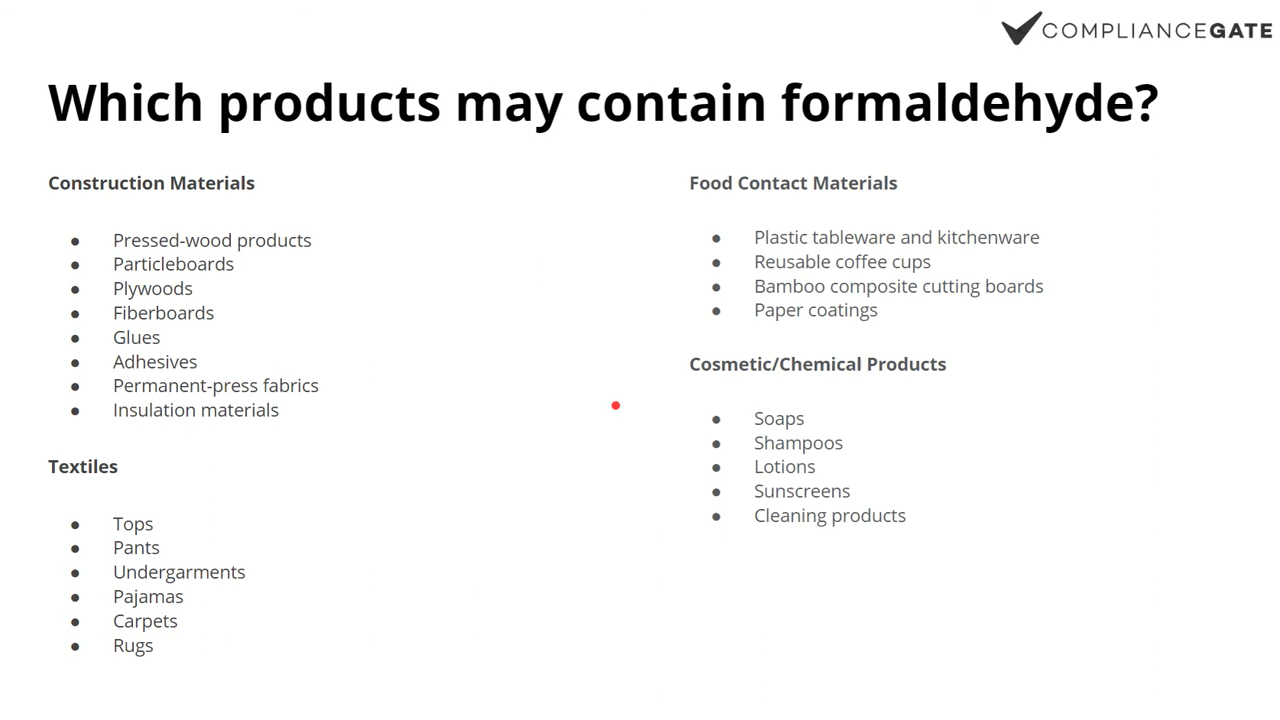 COMPLIANCEGATE
Which products may contain formaldehyde?
Construction Materials
● Pressed-wood products
● Particleboards
● Plywoods
● Fiberboards
● Glues
● Adhesives
● Permanent-press fabrics
● Insulation materials
Textiles
● Tops
● Pants
● Undergarments
● Pajamas
● Carpets
● Rugs
Food Contact Materials
● Plastic tableware and kitchenware
● Reusable coffee cups
● Bamboo composite cutting boards
● Paper coatings
Cosmetic/Chemical Products
● Soaps
● Shampoos
● Lotions
● Sunscreens
● Cleaning products